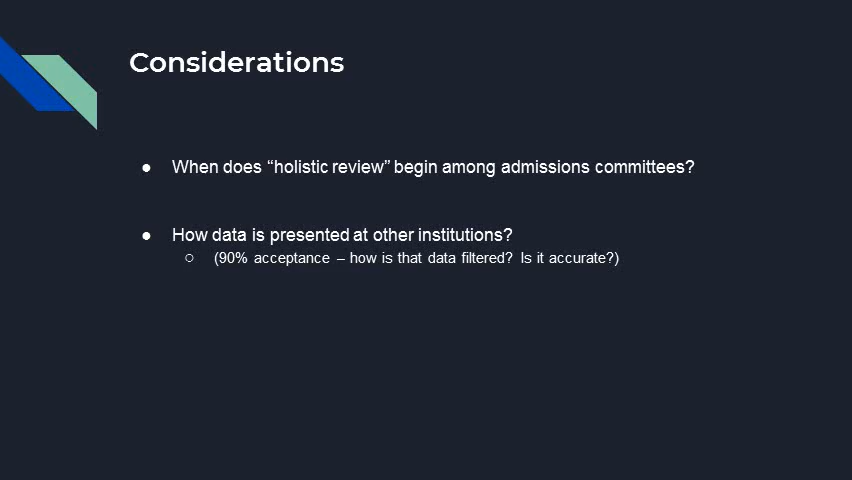 Considerations
● When does “holistic review” begin among admissions committees?
● How data is presented at other institutions?
○ (90% acceptance – how is that data filtered? Is it accurate?)